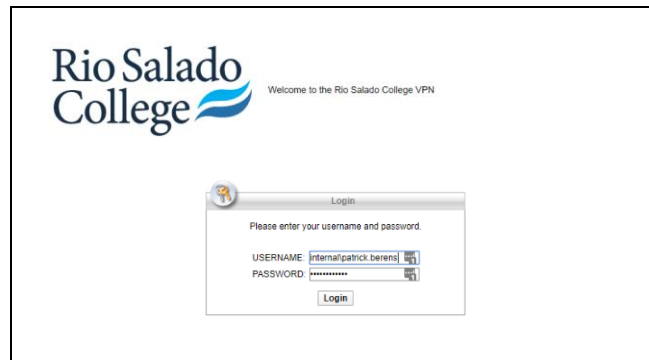 Rio Salado
College
Welcome to the Rio Salado College VPN
Login
Please enter your username and password.
USERNAME: internal\patrick.berens
PASSWORD: ••••••••••••
Login